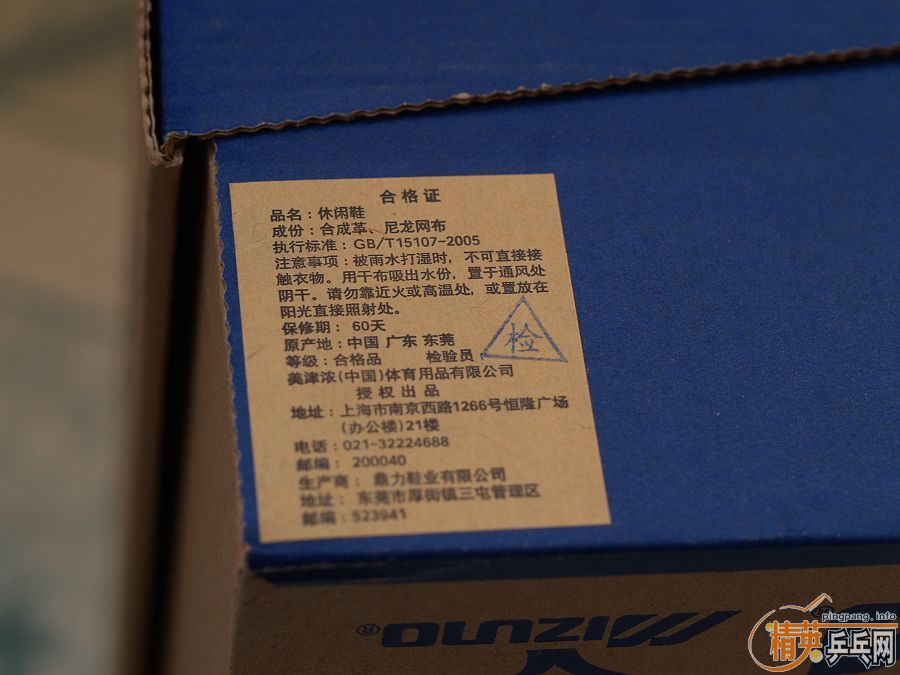 合格证
品名：休闲鞋
成份：合成革、尼龙网布
执行标准：GB/T15107-2005
注意事项：被雨水打湿时，不可直接接
触衣物。用干布吸出水份，置于通风处
阴干。请勿靠近火或高温处，或置放在
阳光直接照射处。
保修期：60天
原产地：中国 广东 东莞
等级：合格品 检验员：
检
美津浓(中国)体育用品有限公司
授权出品
地址：上海市南京西路1266号恒隆广场
(办公楼)21楼
电话：021-32224688
邮编：200040
生产商：鼎力鞋业有限公司
地址：东莞市厚街镇三屯管理区
邮编：523941
MIZUNO®
pingpang.info
精英乒乓网